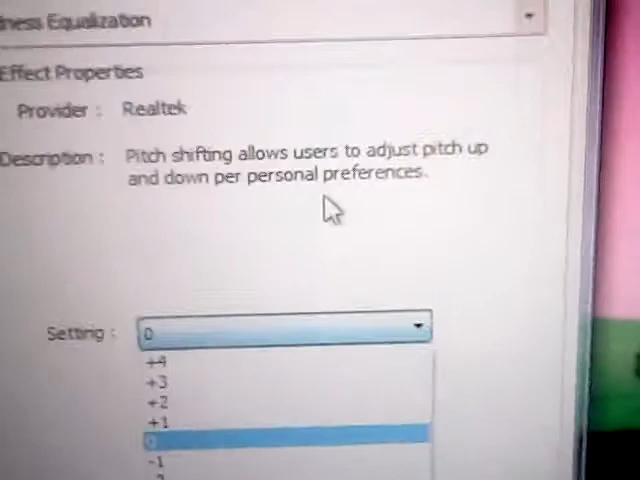 Equalization
Effect Properties
Provider : Realtek
Description : Pitch shifting allows users to adjust pitch up
and down per personal preferences.
Setting : 0
+4
+3
+2
+1
0
-1